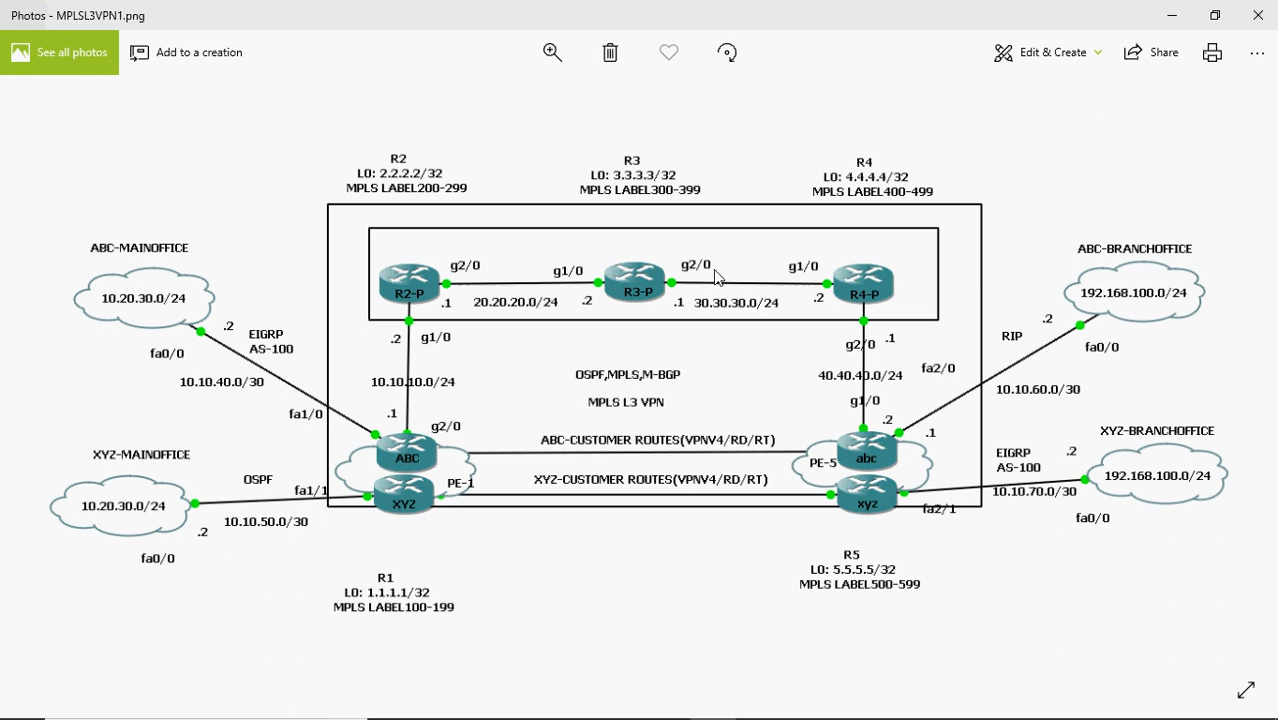 Photos - MPLSL3VPN1.png
See all photos
Add to a creation
Edit & Create
Share
R2
L0: 2.2.2.2/32
MPLS LABEL200-299
R3
L0: 3.3.3.3/32
MPLS LABEL300-399
R4
L0: 4.4.4.4/32
MPLS LABEL400-499
ABC-MAINOFFICE
10.20.30.0/24
.2
fa0/0
EIGRP
AS-100
10.10.40.0/30
fa1/0
R2-P
g2/0
.1
20.20.20.0/24
g1/0
.2
R3-P
g2/0
.1
30.30.30.0/24
g1/0
.2
R4-P
.2
g1/0
10.10.10.0/24
.1
g2/0
OSPF,MPLS,M-BGP
MPLS L3 VPN
.1
g2/0
40.40.40.0/24
g1/0
.2
ABC-BRANCHOFFICE
192.168.100.0/24
.2
fa0/0
RIP
fa2/0
10.10.60.0/30
.1
ABC
PE-1
XYZ
ABC-CUSTOMER ROUTES(VPNV4/RD/RT)
XYZ-CUSTOMER ROUTES(VPNV4/RD/RT)
abc
PE-5
xyz
XYZ-MAINOFFICE
10.20.30.0/24
.2
fa0/0
OSPF
fa1/1
10.10.50.0/30
XYZ-BRANCHOFFICE
192.168.100.0/24
.2
fa0/0
EIGRP
AS-100
10.10.70.0/30
fa2/1
R1
L0: 1.1.1.1/32
MPLS LABEL100-199
R5
L0: 5.5.5.5/32
MPLS LABEL500-599